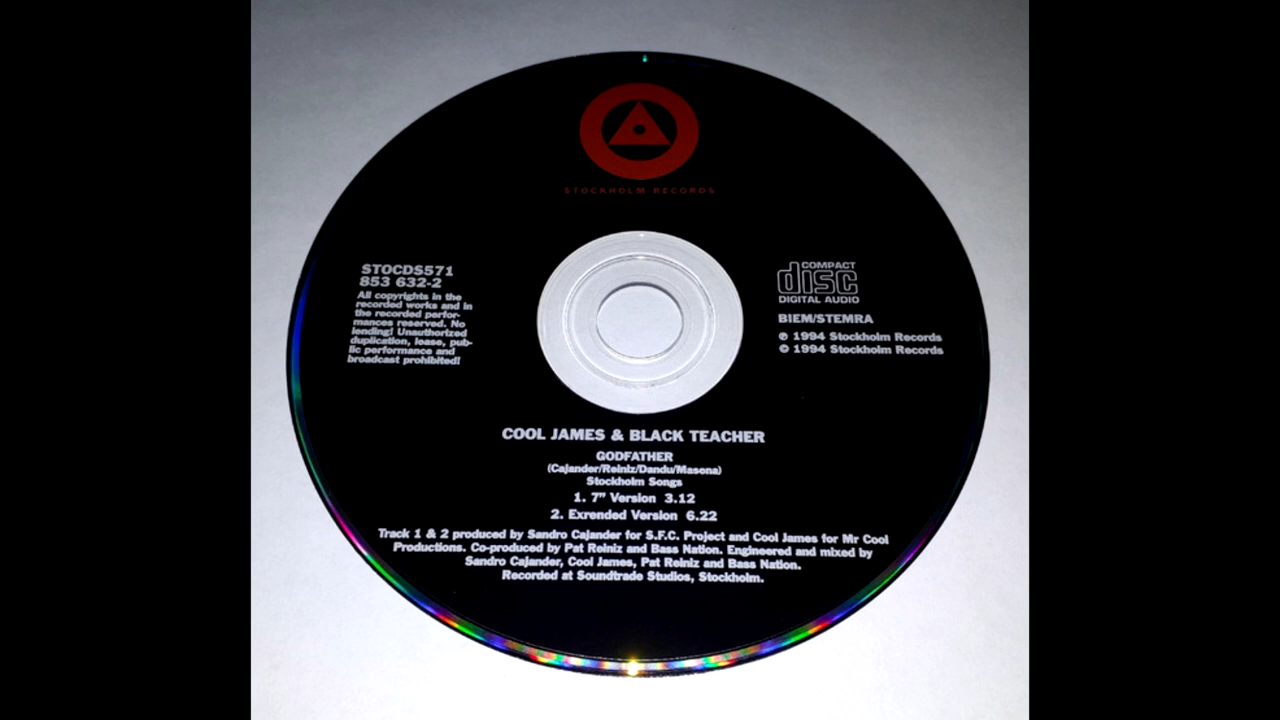 STOCKHOLM RECORDS
STOCDS571
853 632-2
All copyrights in the
recorded works and in
the recorded perfor-
mances reserved. No
lending! Unauthorized
duplication, lease, pub-
lic performance and
broadcast prohibited!
COMPACT
disc
DIGITAL AUDIO
BIEM/STEMRA
℗ 1994 Stockholm Records
© 1994 Stockholm Records
COOL JAMES & BLACK TEACHER
GODFATHER
(Cajander/Reiniz/Dandu/Masena)
Stockholm Songs
1. 7" Version 3.12
2. Exrended Version 6.22
Track 1 & 2 produced by Sandro Cajander for S.F.C. Project and Cool James for Mr Cool
Productions. Co-produced by Pat Reiniz and Bass Nation. Engineered and mixed by
Sandro Cajander, Cool James, Pat Reiniz and Bass Nation.
Recorded at Soundtrade Studios, Stockholm.